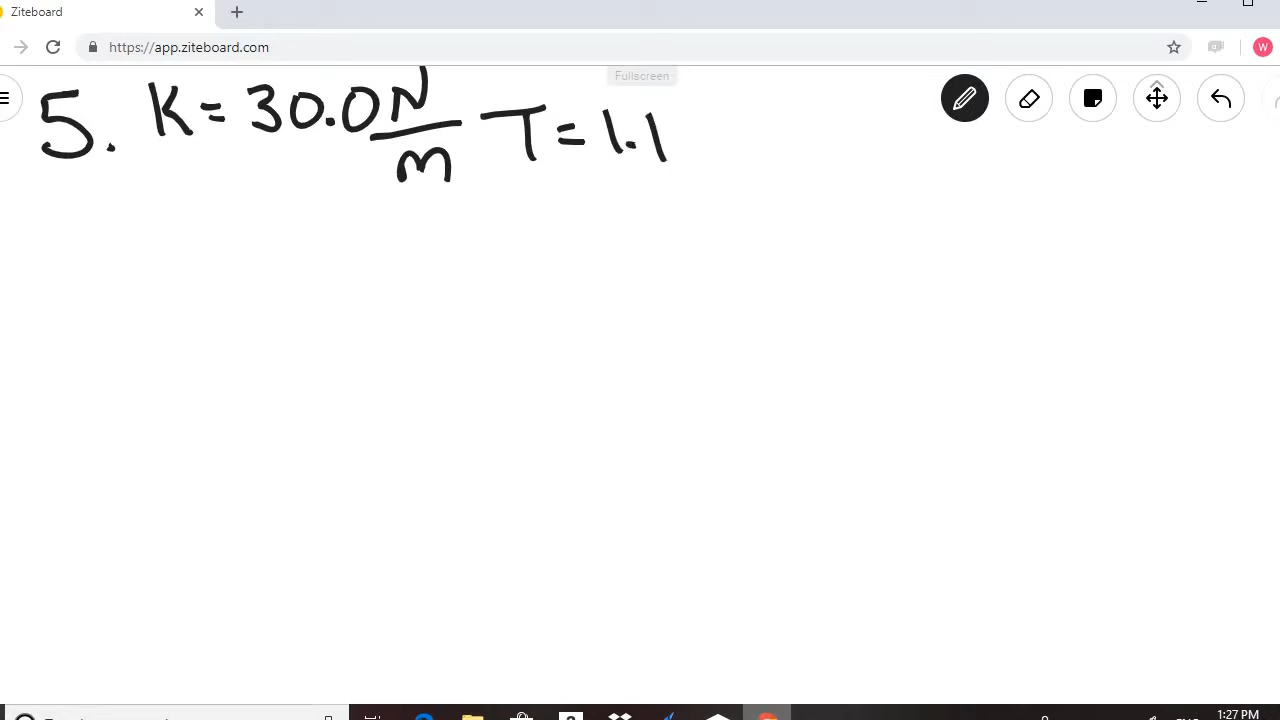 Ziteboard
https://app.ziteboard.com
W
Fullscreen
5. K = 30.0 N/m T = 1.1
1:27 PM